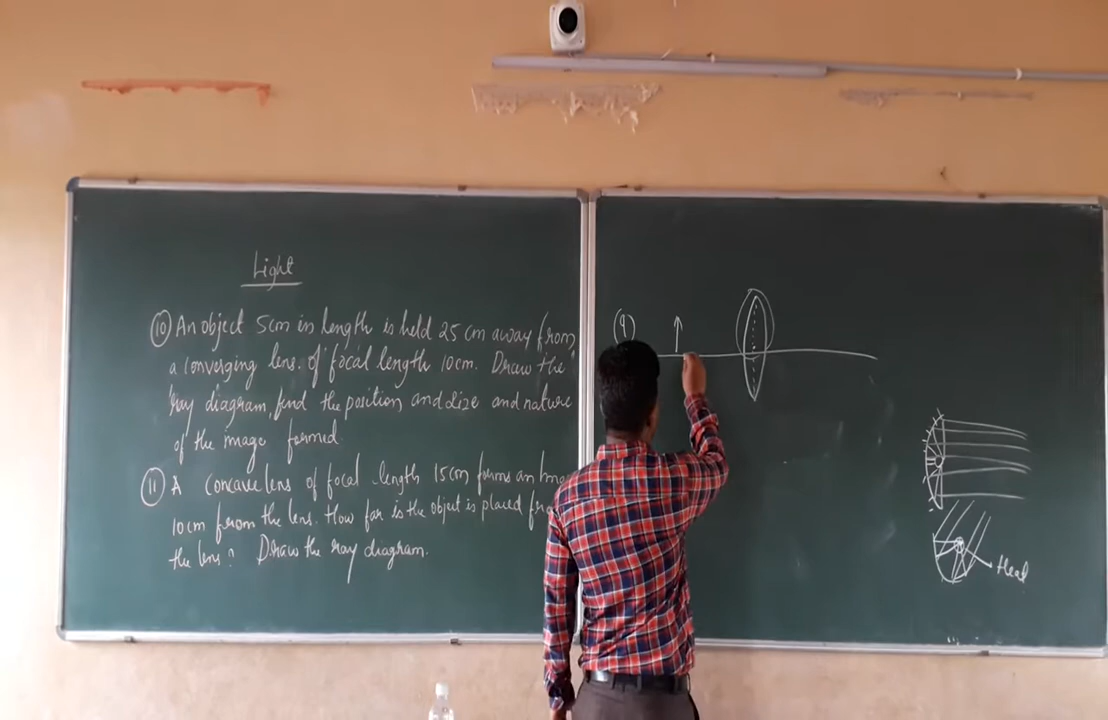 Light
(10) An object 5cm in length is held 25 cm away from
a converging lens. of focal length 10cm. Draw the
ray diagram, find the position and size and nature
of the image formed.
(11) A concave lens of focal length 15cm forms an
10cm from the lens. How far is the object is placed
the lens? Draw the ray diagram.
(9)
Heat